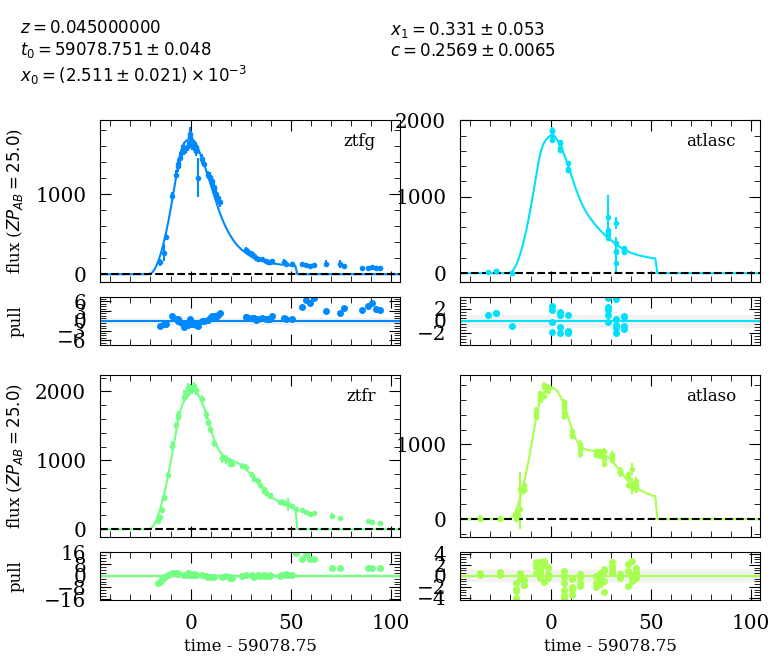 z = 0.045000000
t₀ = 59078.751 ± 0.048
x₀ = (2.511 ± 0.021) × 10⁻³
x₁ = 0.331 ± 0.053
c = 0.2569 ± 0.0065
ztfg
1000
0
flux (ZP_AB = 25.0)
atlasc
2000
1000
0
6
3
0
−3
−6
pull
2
0
−2
ztfr
2000
1000
0
flux (ZP_AB = 25.0)
atlaso
1000
0
16
8
0
−8
−16
pull
4
2
0
−2
−4
0 50 100
time - 59078.75
0 50 100
time - 59078.75